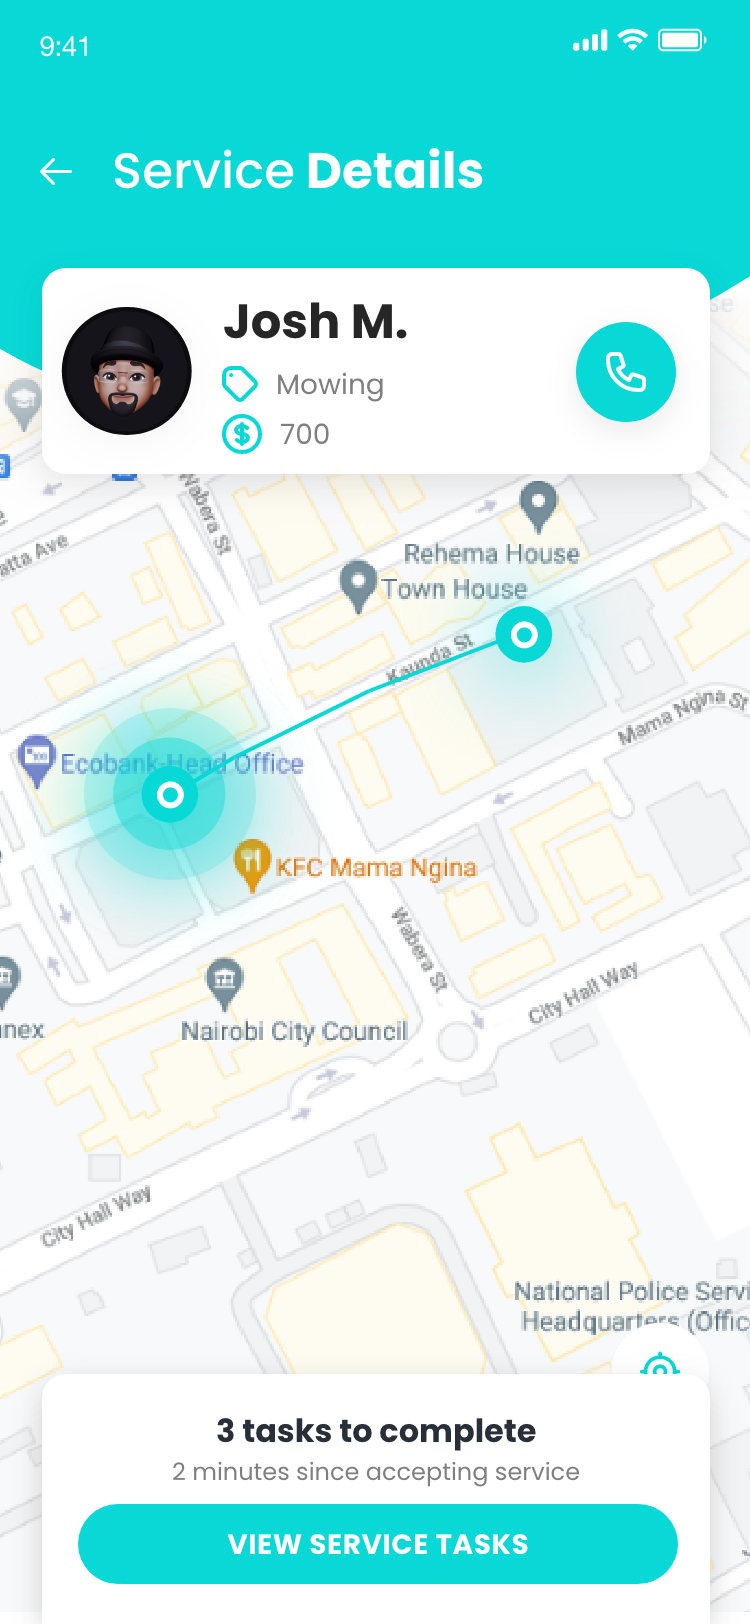 9:41
Service Details
Josh M.
Mowing
700
Wabera St
atta Ave
Rehema House
Town House
Kaunda St
Mama Ngina St
Ecobank Head Office
KFC Mama Ngina
Wabera St
City Hall Way
nnex
Nairobi City Council
City Hall Way
National Police Servi
Headquarters (Offic
3 tasks to complete
2 minutes since accepting service
VIEW SERVICE TASKS